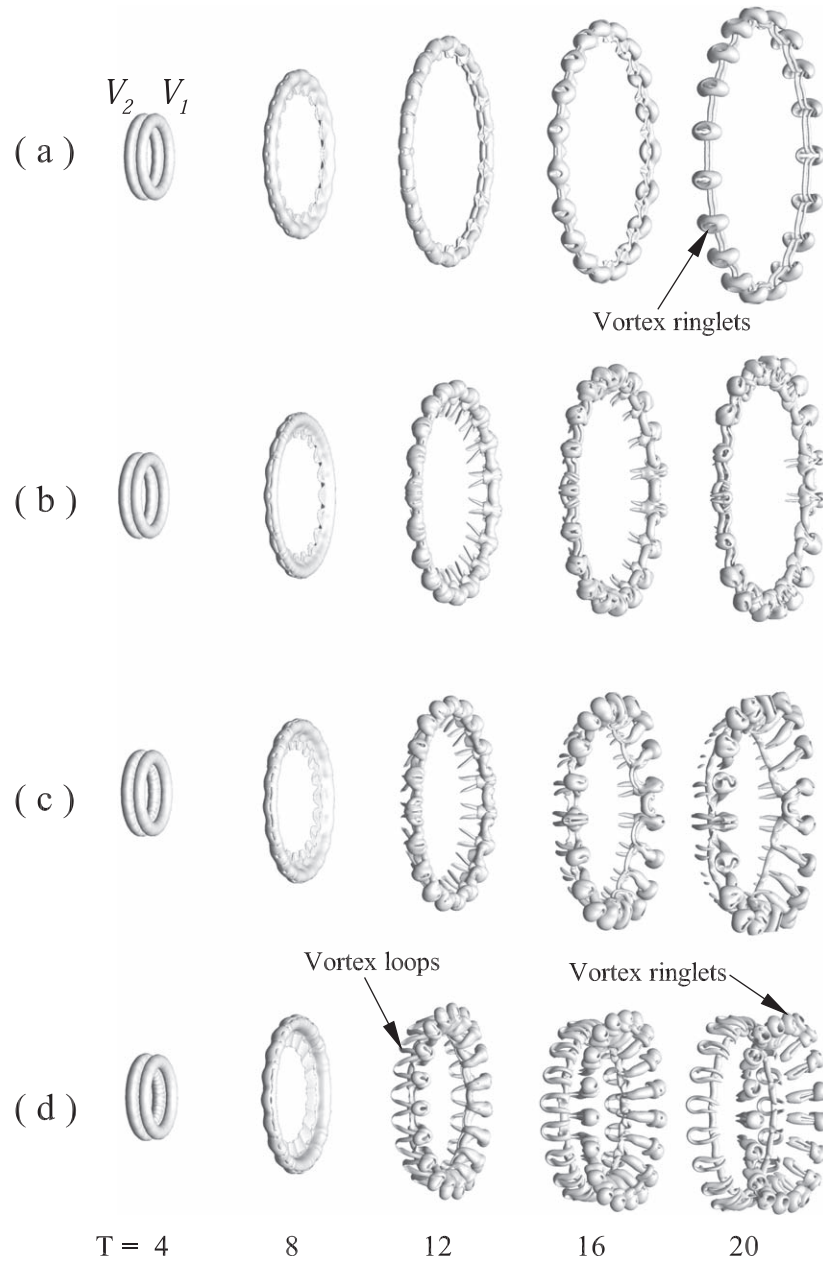 V2 V1
( a )
Vortex ringlets
( b )
( c )
Vortex loops
Vortex ringlets
( d )
T = 4 8 12 16 20